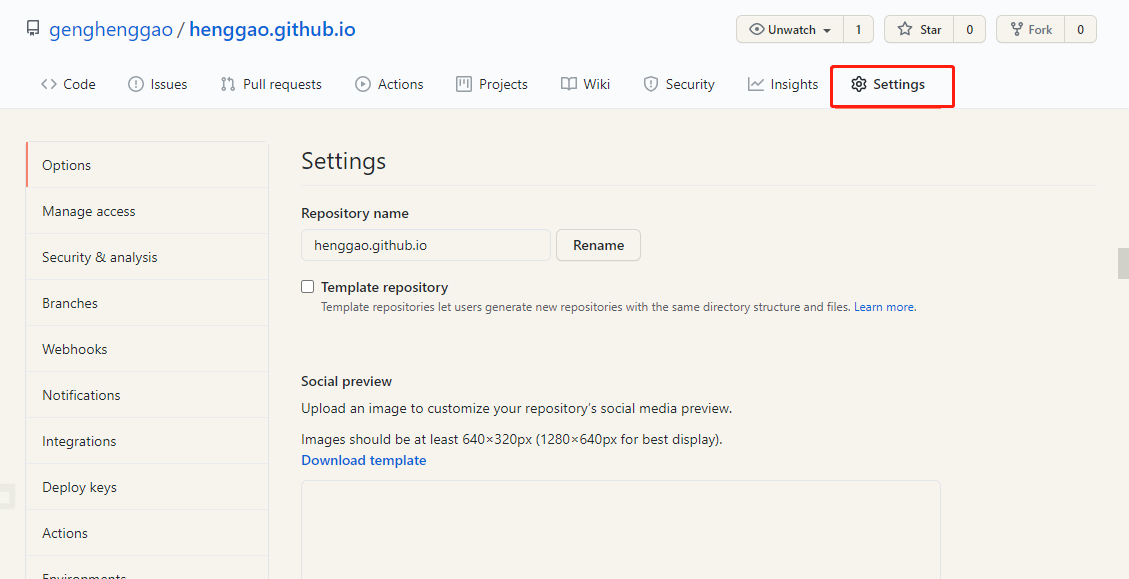 genghenggao / henggao.github.io
Unwatch 1 Star 0 Fork 0
Code Issues Pull requests Actions Projects Wiki Security Insights Settings
Options
Manage access
Security & analysis
Branches
Webhooks
Notifications
Integrations
Deploy keys
Actions
Environments
Settings
Repository name
henggao.github.io Rename
Template repository
Template repositories let users generate new repositories with the same directory structure and files. Learn more.
Social preview
Upload an image to customize your repository’s social media preview.
Images should be at least 640×320px (1280×640px for best display).
Download template